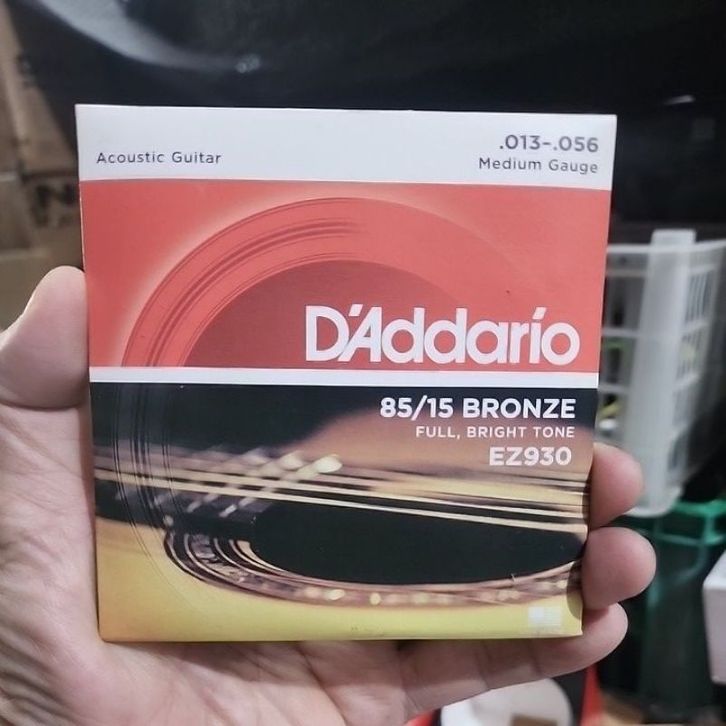 Acoustic Guitar
.013-.056
Medium Gauge
D'Addario
85/15 BRONZE
FULL, BRIGHT TONE
EZ930